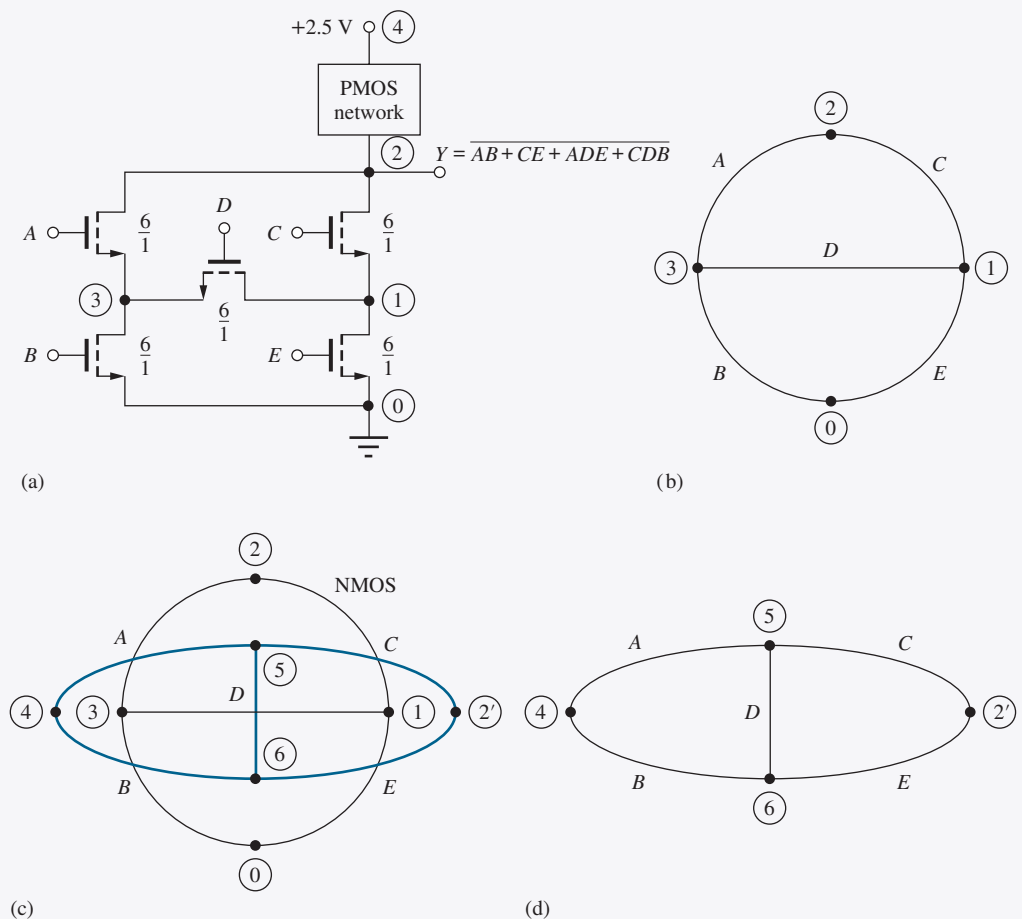 +2.5 V 4
PMOS
network
2 Y = \overline{AB + CE + ADE + CDB}
A 6/1 D C 6/1
3 6/1 1
B 6/1 E 6/1
0
(a)
2
A C
3 D 1
B E
0
(b)
2
NMOS
A C
5
4 3 D 1 2′
6
B E
0
(c)
5
A C
4 D 2′
B E
6
(d)